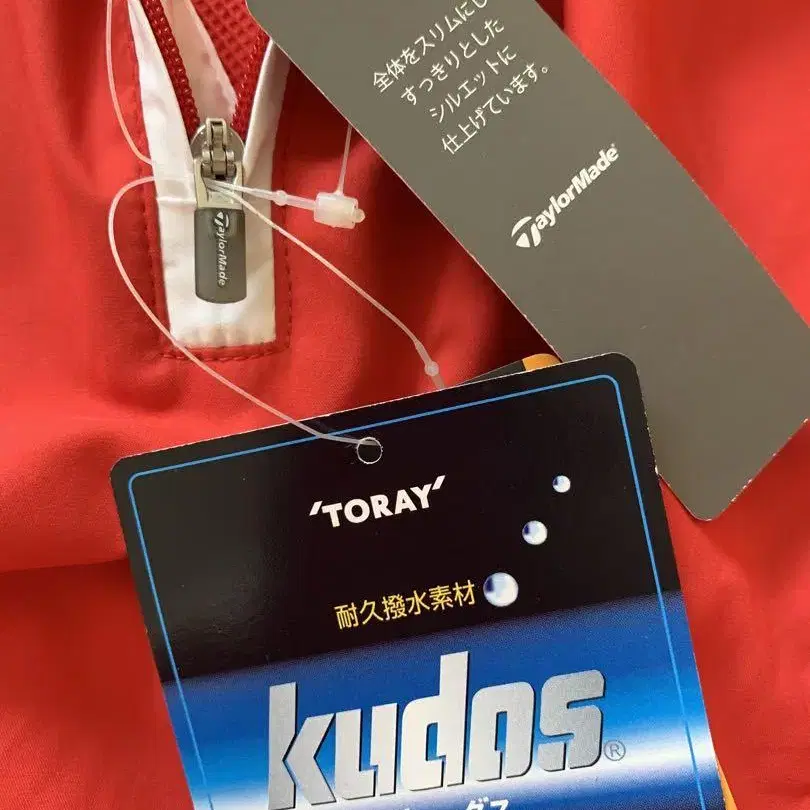 全体をスリムにし
すっきりとした
シルエットに
仕上げています。
TaylorMade®
TaylorMade
'TORAY'
耐久撥水素材
kudos®